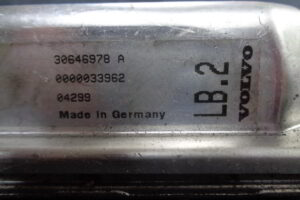 30646978 A
0000033962
04299
Made in Germany
LB.2
VOLVO